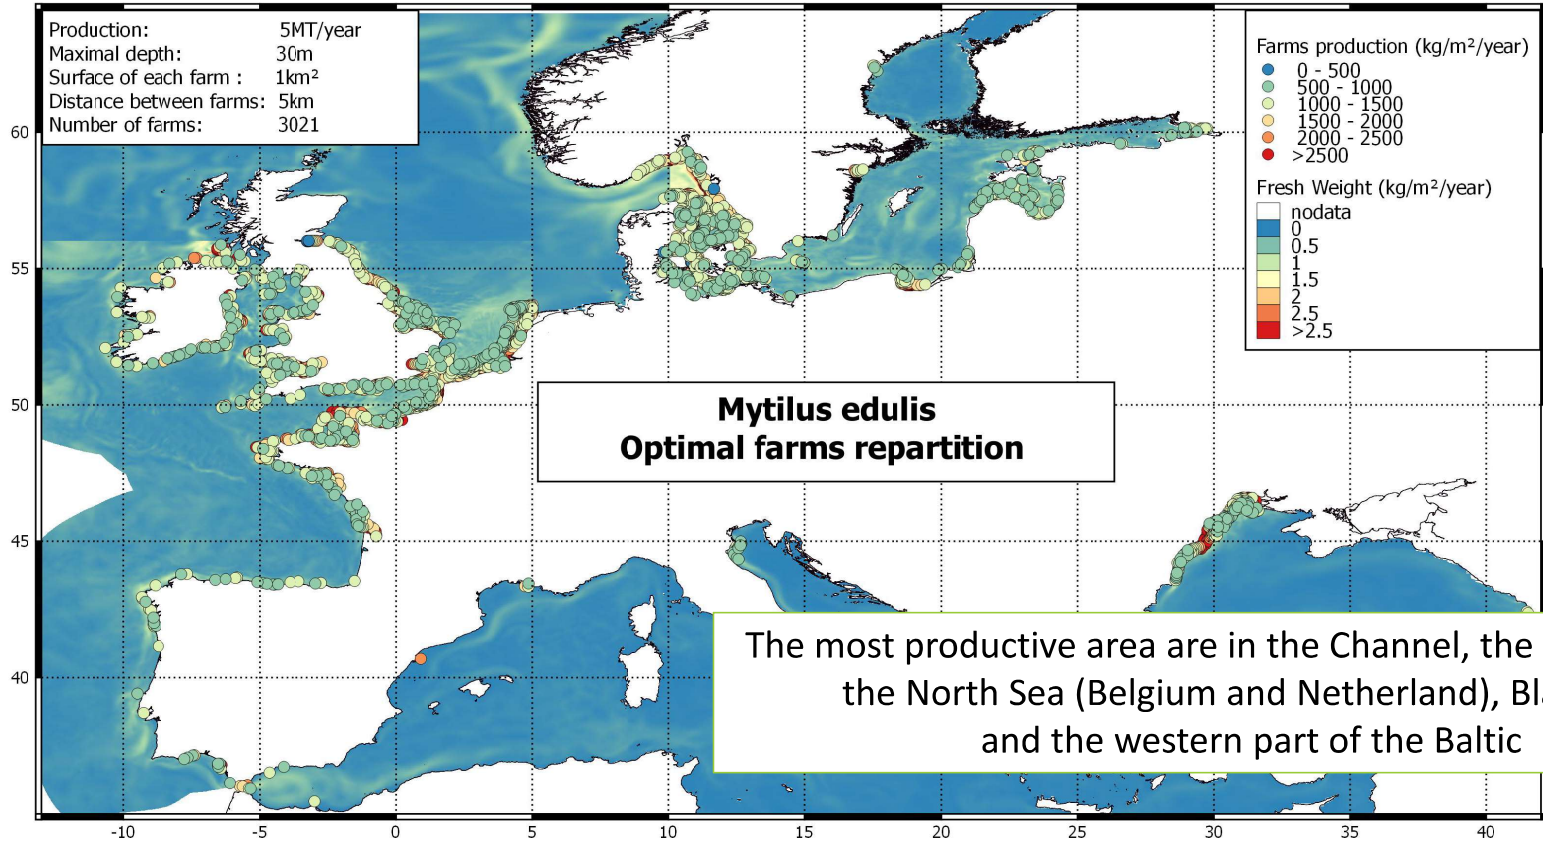 Production: 5MT/year
Maximal depth: 30m
Surface of each farm : 1km²
Distance between farms: 5km
Number of farms: 3021
Farms production (kg/m²/year)
0 - 500
500 - 1000
1000 - 1500
1500 - 2000
2000 - 2500
>2500
Fresh Weight (kg/m²/year)
nodata
0
0.5
1
1.5
2
2.5
>2.5
60
55
50
45
40
Mytilus edulis
Optimal farms repartition
The most productive area are in the Channel, the
the North Sea (Belgium and Netherland),
and the western part of the Baltic
-10 -5 0 5 10 15 20 25 30 35 40